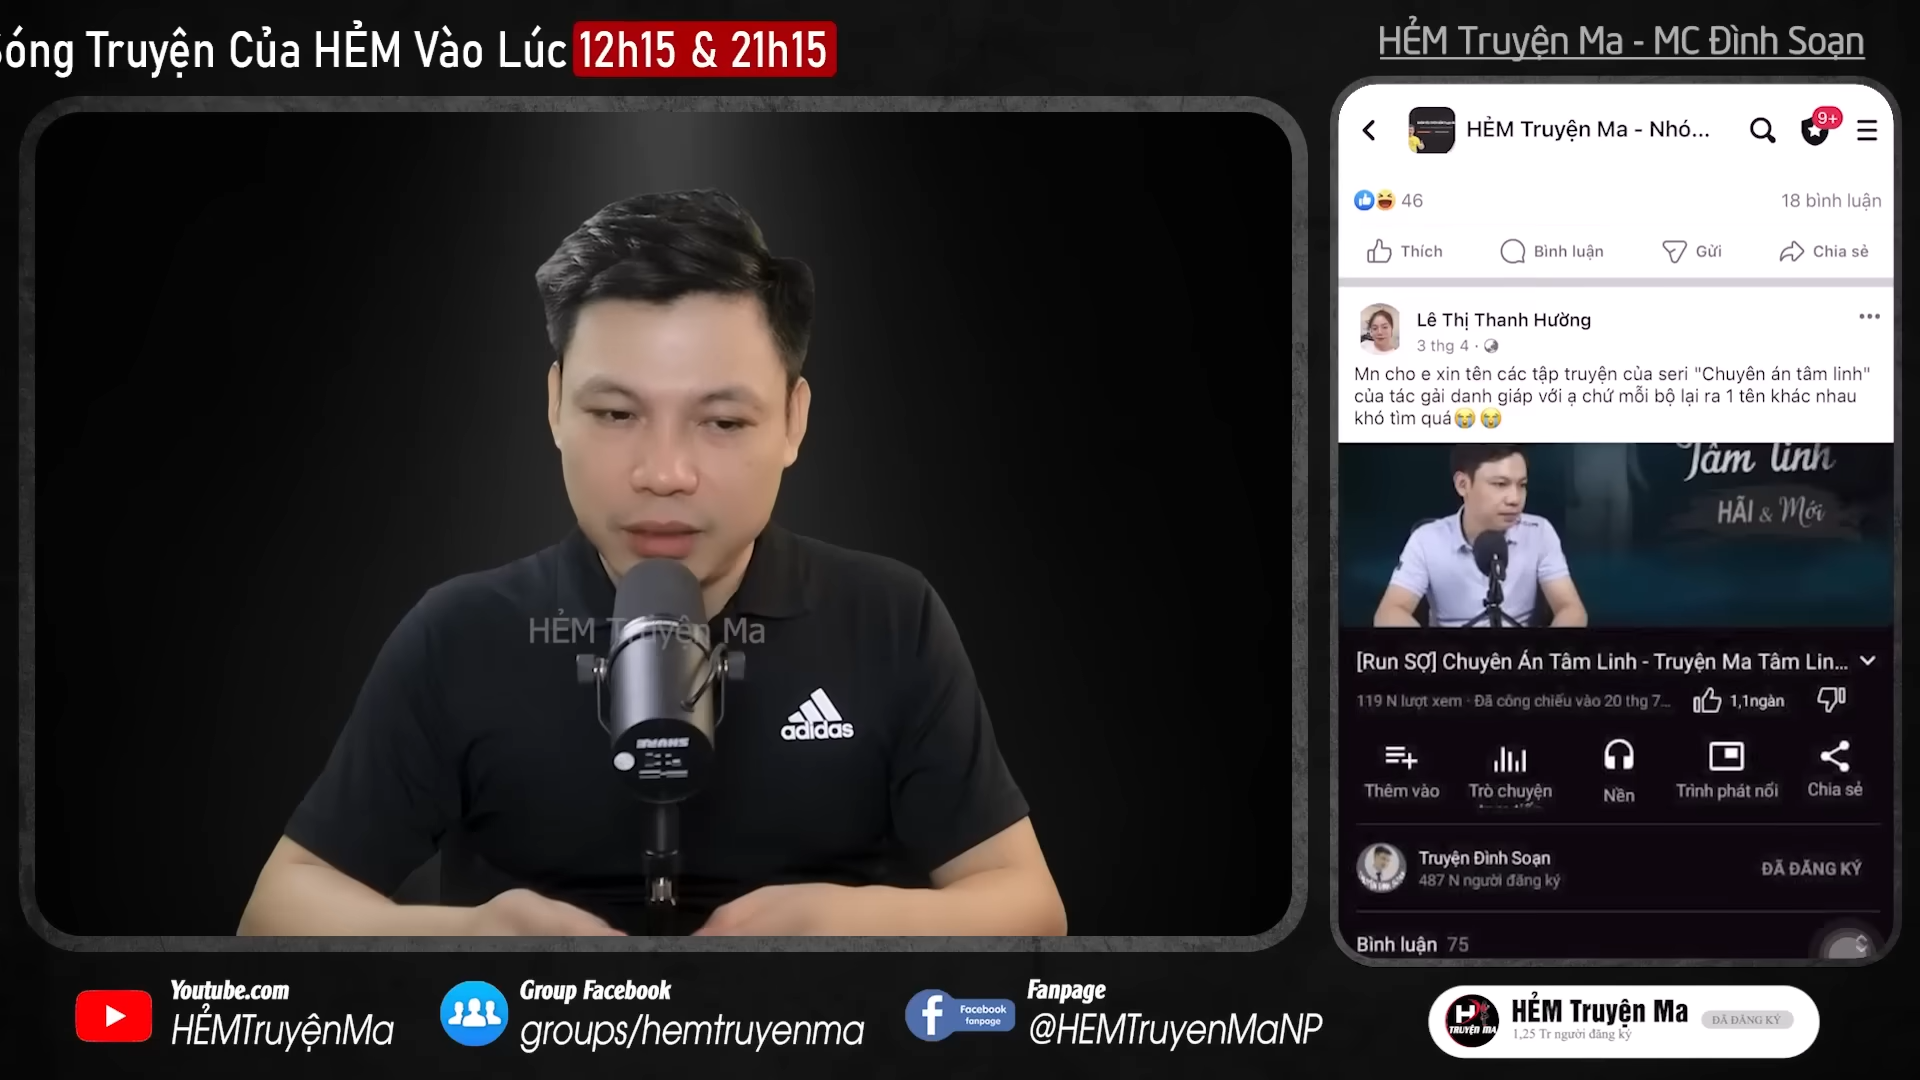 óng Truyện Của HẺM Vào Lúc 12h15 & 21h15
HẺM Truyện Ma - MC Đình Soạn
HẺM Truyện Ma - Nhó...
9+
46
18 bình luận
Thích
Bình luận
Gửi
Chia sẻ
Lê Thị Thanh Hường
3 thg 4 ·
Mn cho e xin tên các tập truyện của seri "Chuyên án tâm linh"
của tác gải danh giáp với ạ chứ mỗi bộ lại ra 1 tên khác nhau
khó tìm quá😭😭
Tâm linh
HÃI & Mới
[Run SỢ] Chuyên Án Tâm Linh - Truyện Ma Tâm Lin...
119 N lượt xem · Đã công chiếu vào 20 thg 7...
1,1ngàn
Thêm vào
Trò chuyện
Nền
Trình phát nổi
Chia sẻ
Truyện Đình Soạn
487 N người đăng ký
ĐÃ ĐĂNG KÝ
Bình luận 75
HẺM Truyện Ma
adidas
SHURE
Youtube.com
HẺMTruyệnMa
Group Facebook
groups/hemtruyenma
Facebook
fanpage
Fanpage
@HEMTruyenMaNP
H
TRUYỆN MA
HẺM Truyện Ma
1,25 Tr người đăng ký
ĐÃ ĐĂNG KÝ